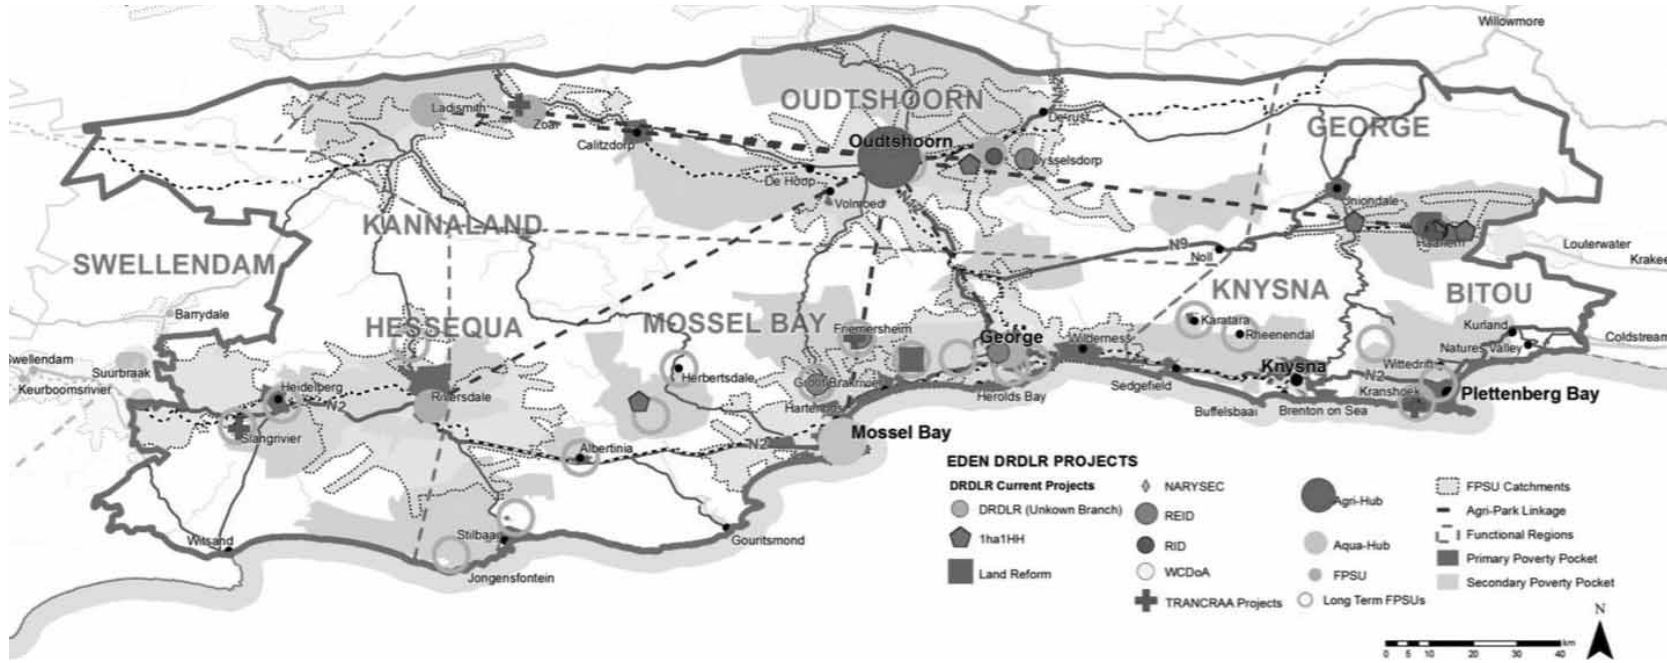 Willowmore
OUDTSHOORN
Ladismith
Zoar
Calitzdorp
Oudtshoorn
De Hoop
Volmoed
Dysselsdorp
GEORGE
Uniondale
Haarlem
Louterwater
N9
Noll
KANNALAND
SWELLENDAM
Barrydale
HESSEQUA
MOSSEL BAY
KNYSNA
BITOU
Friemersheim
George
Wilderness
Karatara
Rheenendal
Kurland
Natures Valley
Coldstream
Swellendam
Suurbraak
Keurboomsrivier
Heidelberg
N2
Riversdale
Herbertsdale
Groot Brakrivier
Hartenbos
Herolds Bay
Sedgefield
Knysna
Wittedrift
N2
Kranshoek
Plettenberg Bay
Buffelsbaai
Brenton on Sea
Slangrivier
Albertinia
N2
Mossel Bay
Witsand
Stilbaai
Jongensfontein
Gouritsmond
EDEN DRDLR PROJECTS
DRDLR Current Projects
DRDLR (Unkown Branch)
1ha1HH
Land Reform
NARYSEC
REID
RID
WCDoA
TRANCRAA Projects
Agri-Hub
Aqua-Hub
FPSU
Long Term FPSUs
FPSU Catchments
Agri-Park Linkage
Functional Regions
Primary Poverty Pocket
Secondary Poverty Pocket
N
0 5 10 20 30 40 km